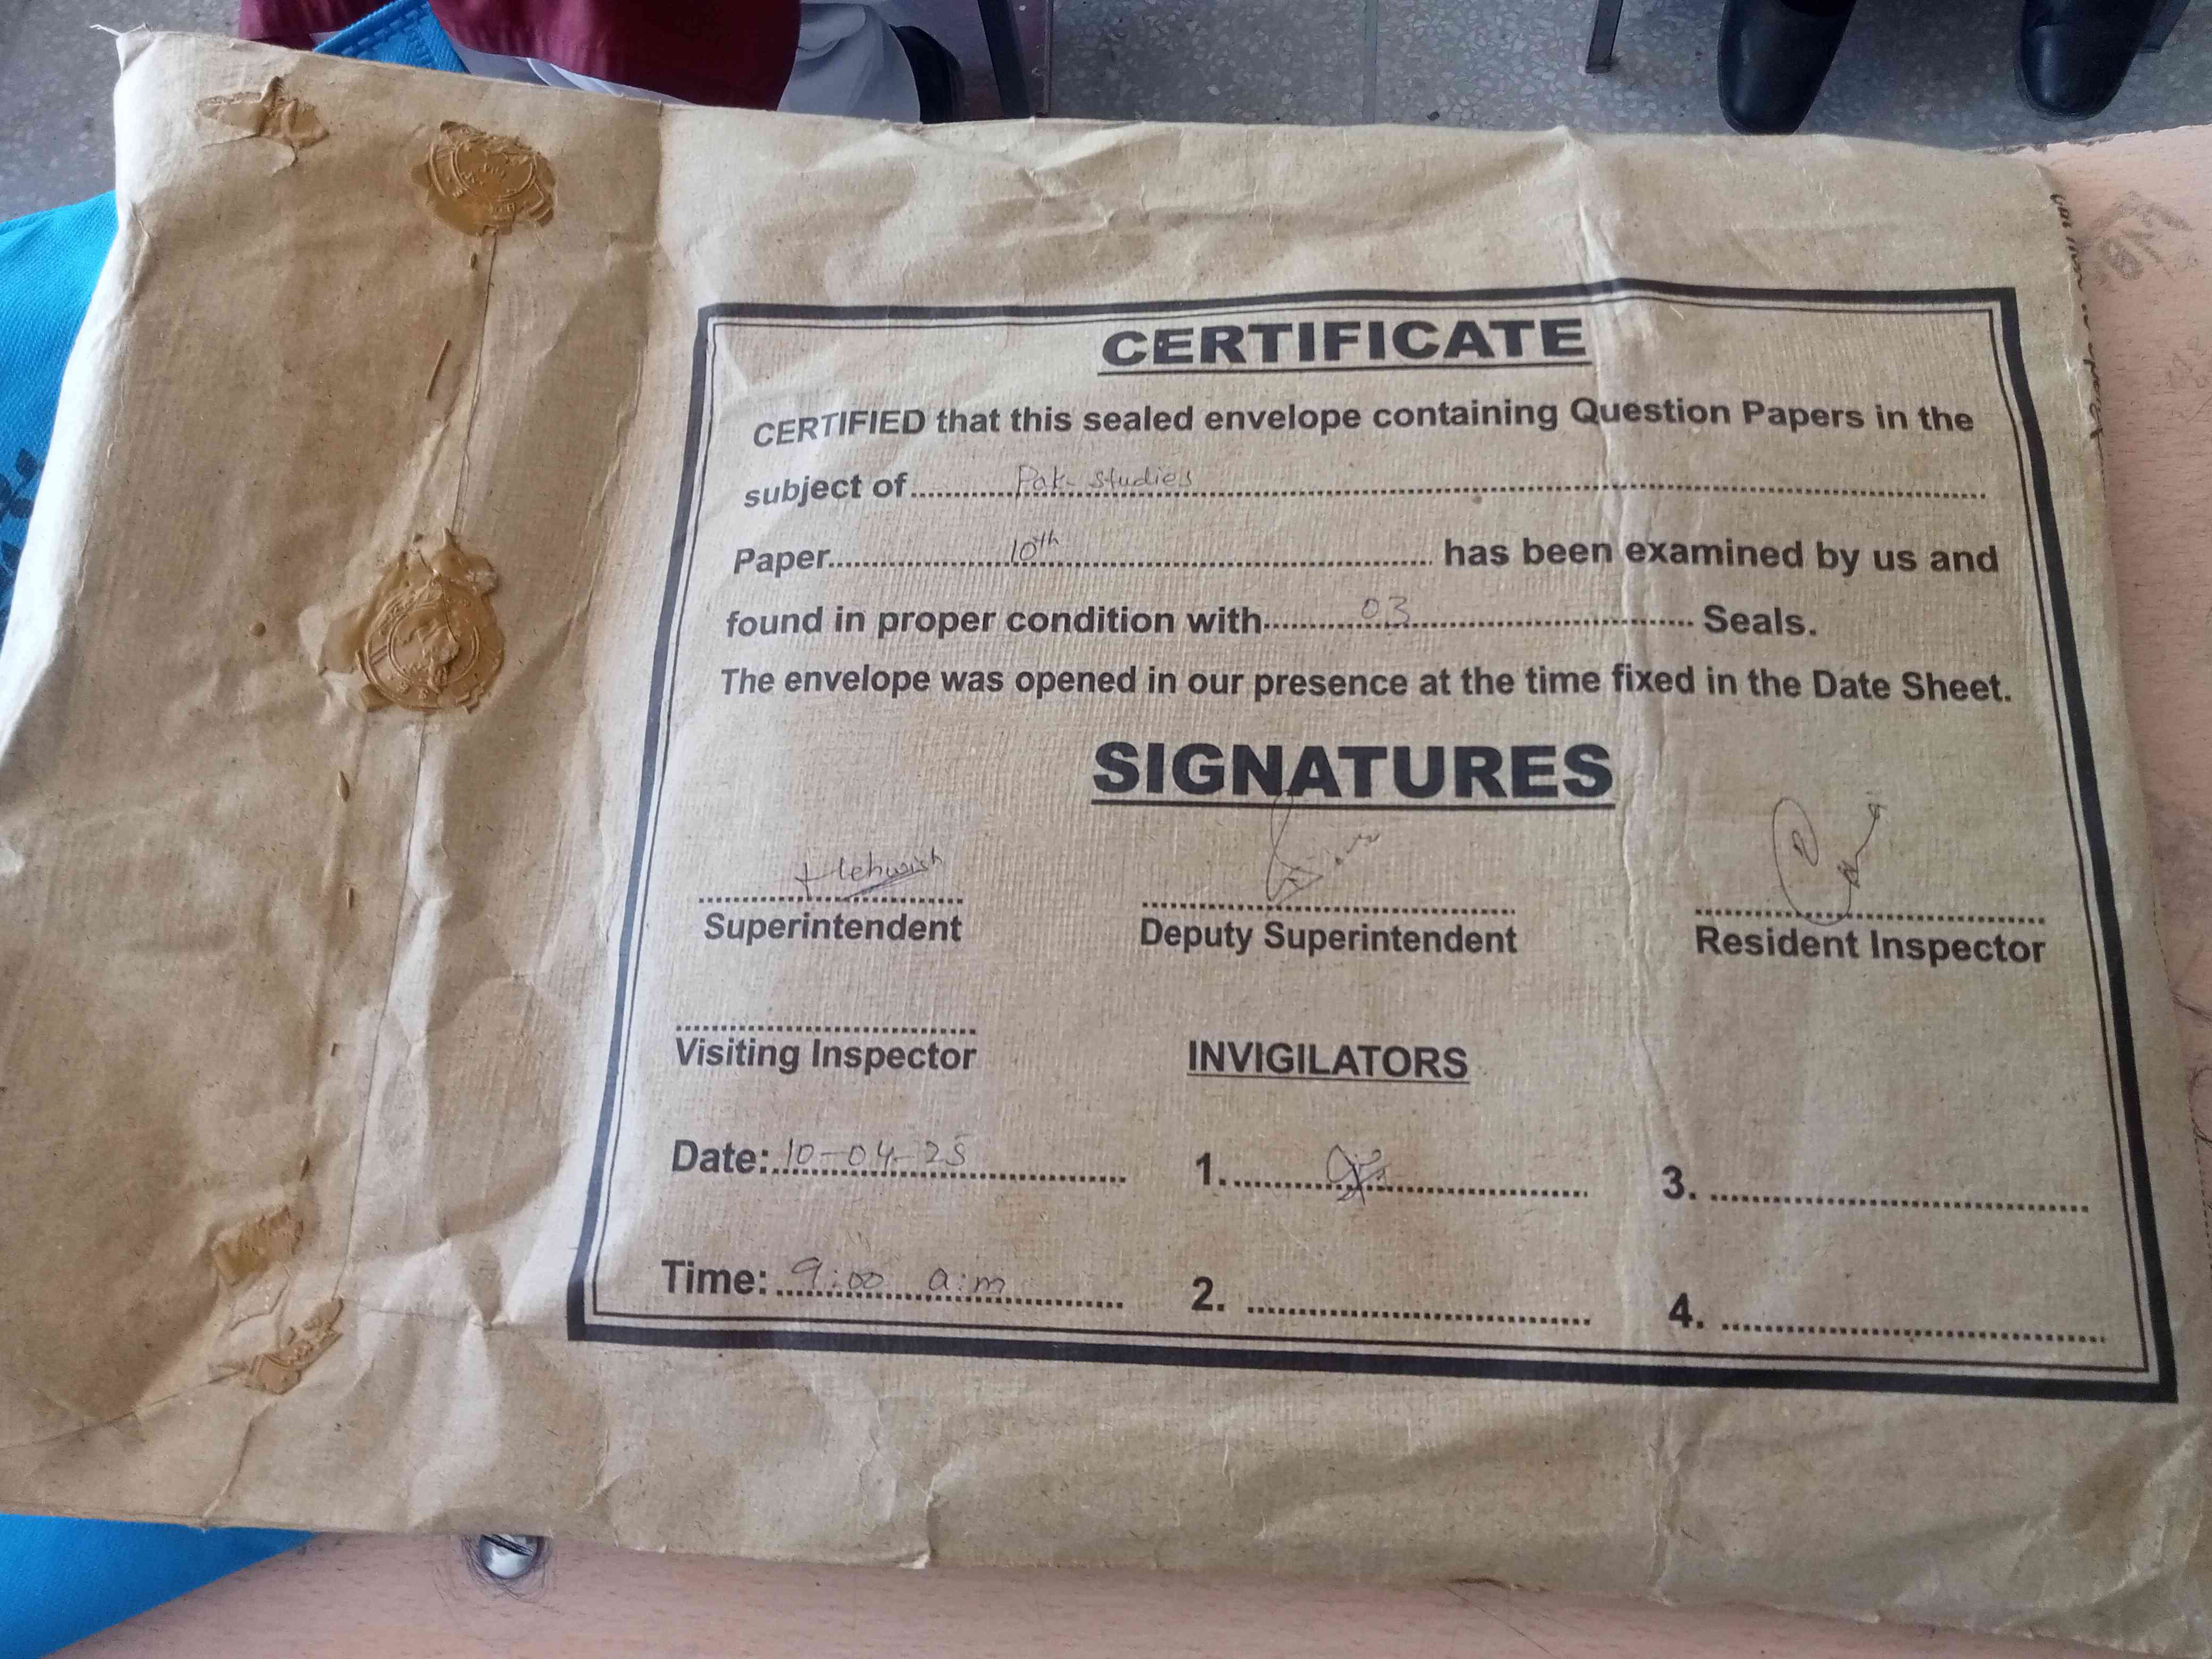 CERTIFICATE
CERTIFIED that this sealed envelope containing Question Papers in the
subject of Pak-studies
Paper 10th has been examined by us and
found in proper condition with 03 Seals.
The envelope was opened in our presence at the time fixed in the Date Sheet.
SIGNATURES
Mehwish
Superintendent Deputy Superintendent Resident Inspector
Visiting Inspector INVIGILATORS
Date: 10-04-25 1. 3.
Time: 9:00 a:m 2. 4.